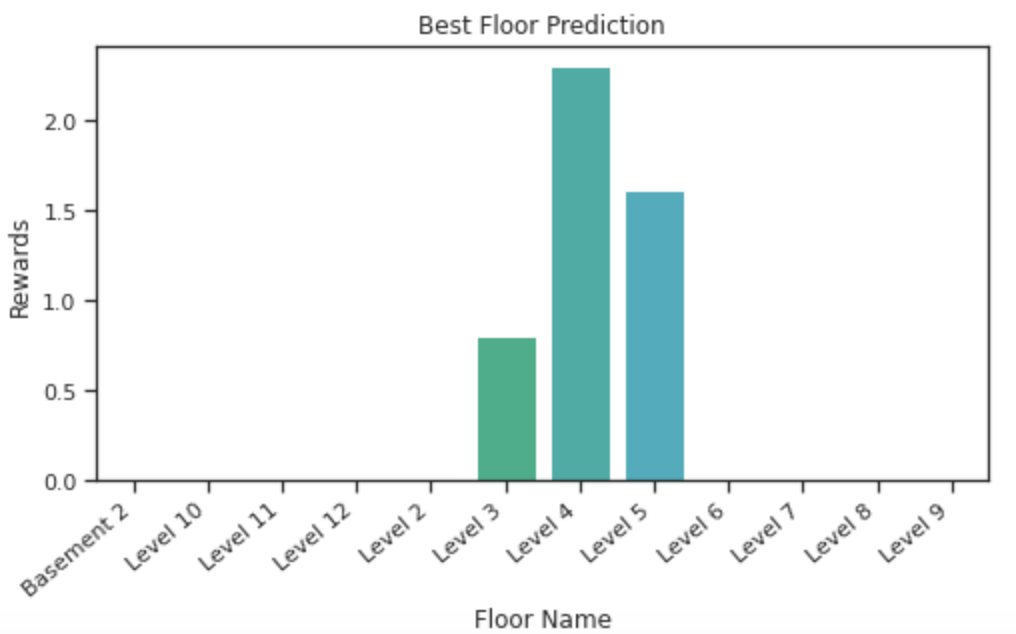 Best Floor Prediction
Rewards
2.0
1.5
1.0
0.5
0.0
Basement 2
Level 10
Level 11
Level 12
Level 2
Level 3
Level 4
Level 5
Level 6
Level 7
Level 8
Level 9
Floor Name